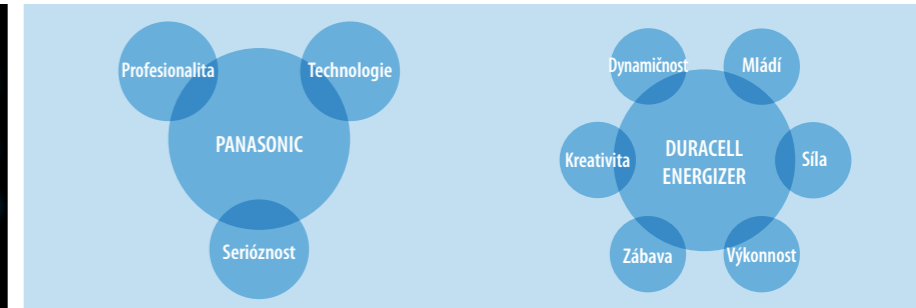 Profesionalita
Technologie
PANASONIC
Serióznost
Dynamičnost
Mládí
Kreativita
DURACELL
ENERGIZER
Síla
Zábava
Výkonnost